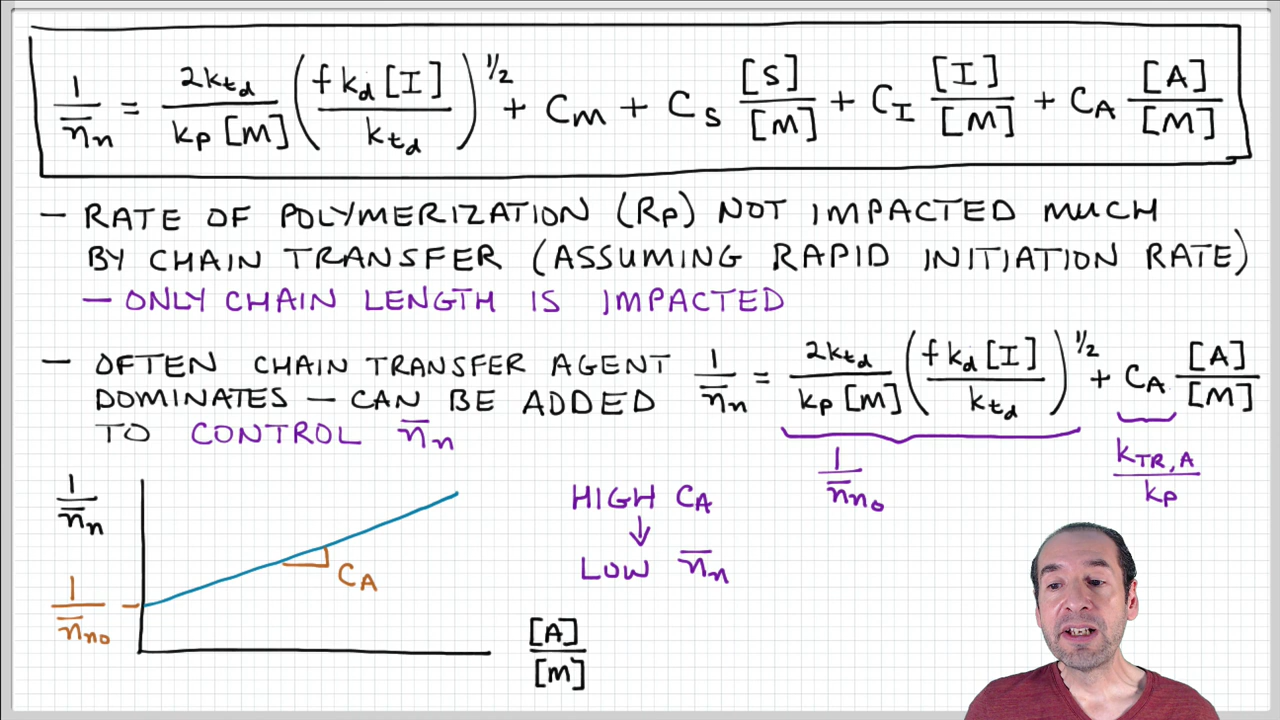 1/n̄n = 2ktd/kp[M] (f kd[I]/ktd)^1/2 + Cm + Cs [S]/[M] + CI [I]/[M] + CA [A]/[M]
- RATE OF POLYMERIZATION (Rp) NOT IMPACTED MUCH
BY CHAIN TRANSFER (ASSUMING RAPID INITIATION RATE)
- ONLY CHAIN LENGTH IS IMPACTED
- OFTEN CHAIN TRANSFER AGENT
DOMINATES - CAN BE ADDED
TO CONTROL n̄n
1/n̄n = 2ktd/kp[M] (f kd[I]/ktd)^1/2 + CA [A]/[M]
1/n̄no
kTR,A/kp
1/n̄n
1/n̄no
CA
[A]/[M]
HIGH CA
↓
LOW n̄n